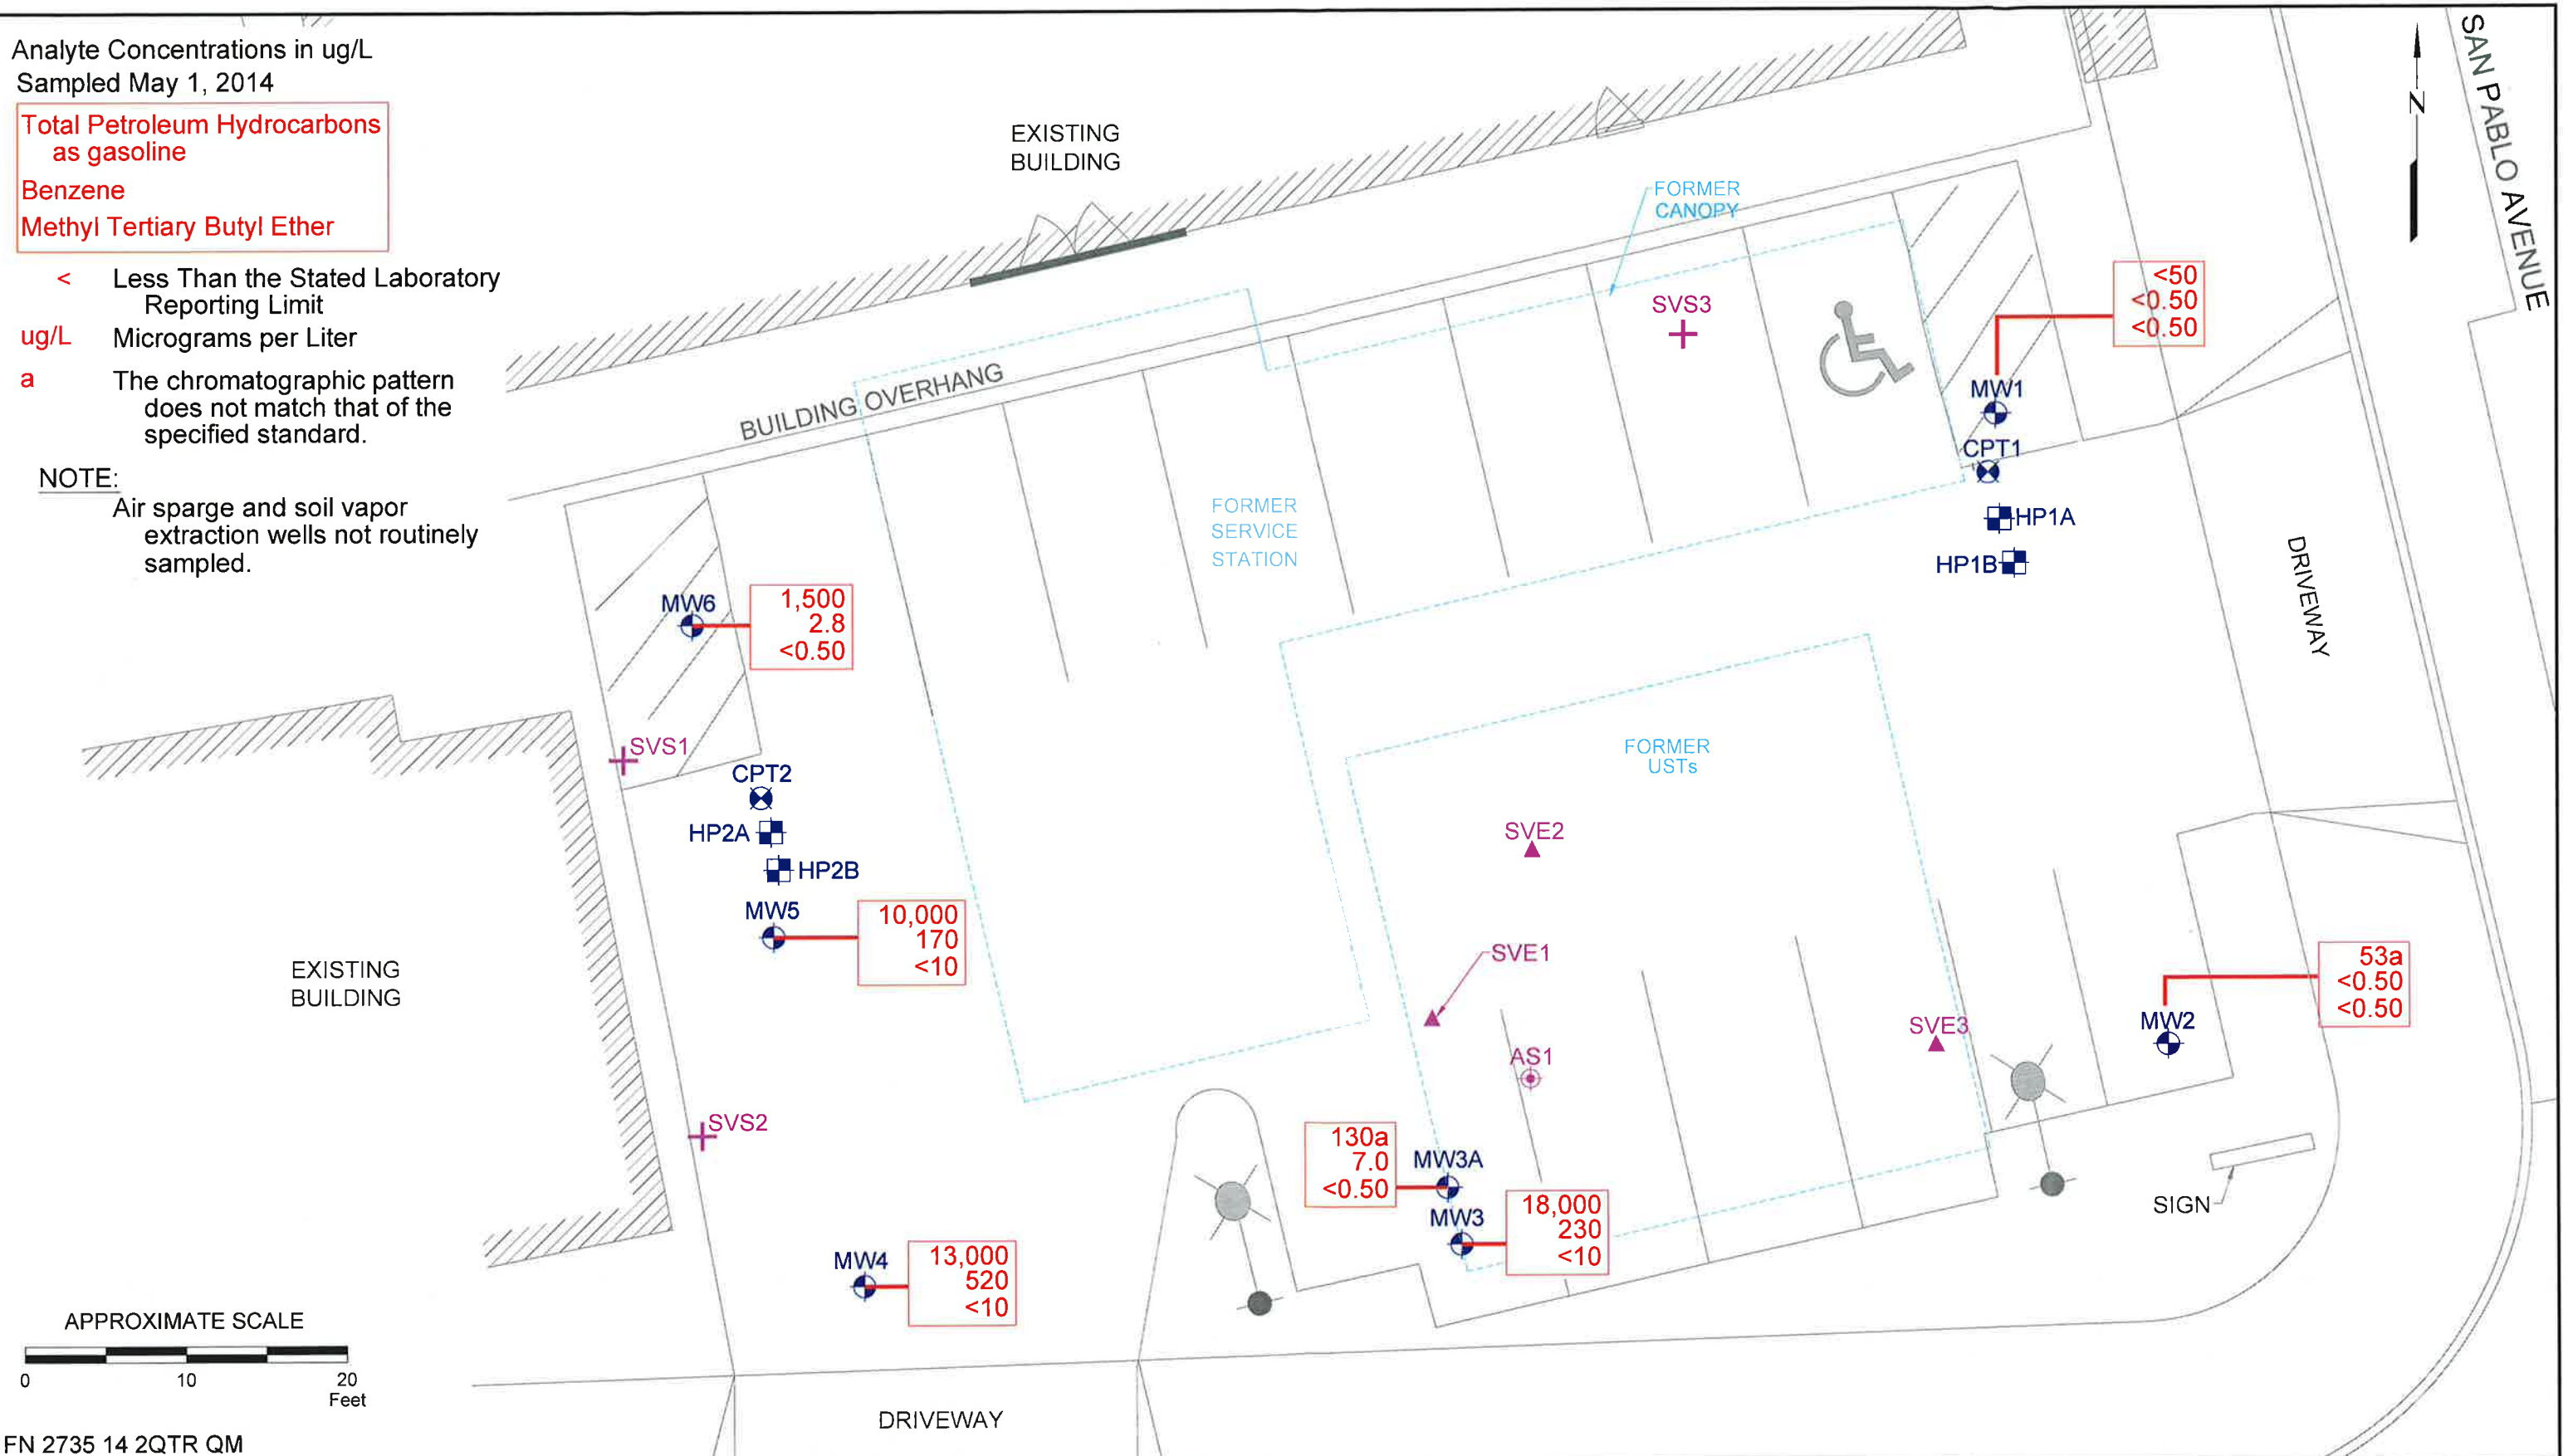 Analyte Concentrations in ug/L
Sampled May 1, 2014
Total Petroleum Hydrocarbons
as gasoline
Benzene
Methyl Tertiary Butyl Ether
< Less Than the Stated Laboratory
Reporting Limit
ug/L Micrograms per Liter
a The chromatographic pattern
does not match that of the
specified standard.
NOTE:
Air sparge and soil vapor
extraction wells not routinely
sampled.
EXISTING
BUILDING
FORMER
CANOPY
SAN PABLO AVENUE
N
SVS3
<50
<0.50
<0.50
MW1
CPT1
HP1A
HP1B
BUILDING OVERHANG
FORMER
SERVICE
STATION
DRIVEWAY
MW6
1,500
2.8
<0.50
SVS1
CPT2
HP2A
HP2B
MW5
10,000
170
<10
FORMER
USTs
SVE2
SVE1
SVE3
AS1
53a
<0.50
<0.50
MW2
EXISTING
BUILDING
SVS2
130a
7.0
<0.50
MW3A
MW3
18,000
230
<10
SIGN
MW4
13,000
520
<10
APPROXIMATE SCALE
0 10 20
Feet
DRIVEWAY
FN 2735 14 2QTR QM